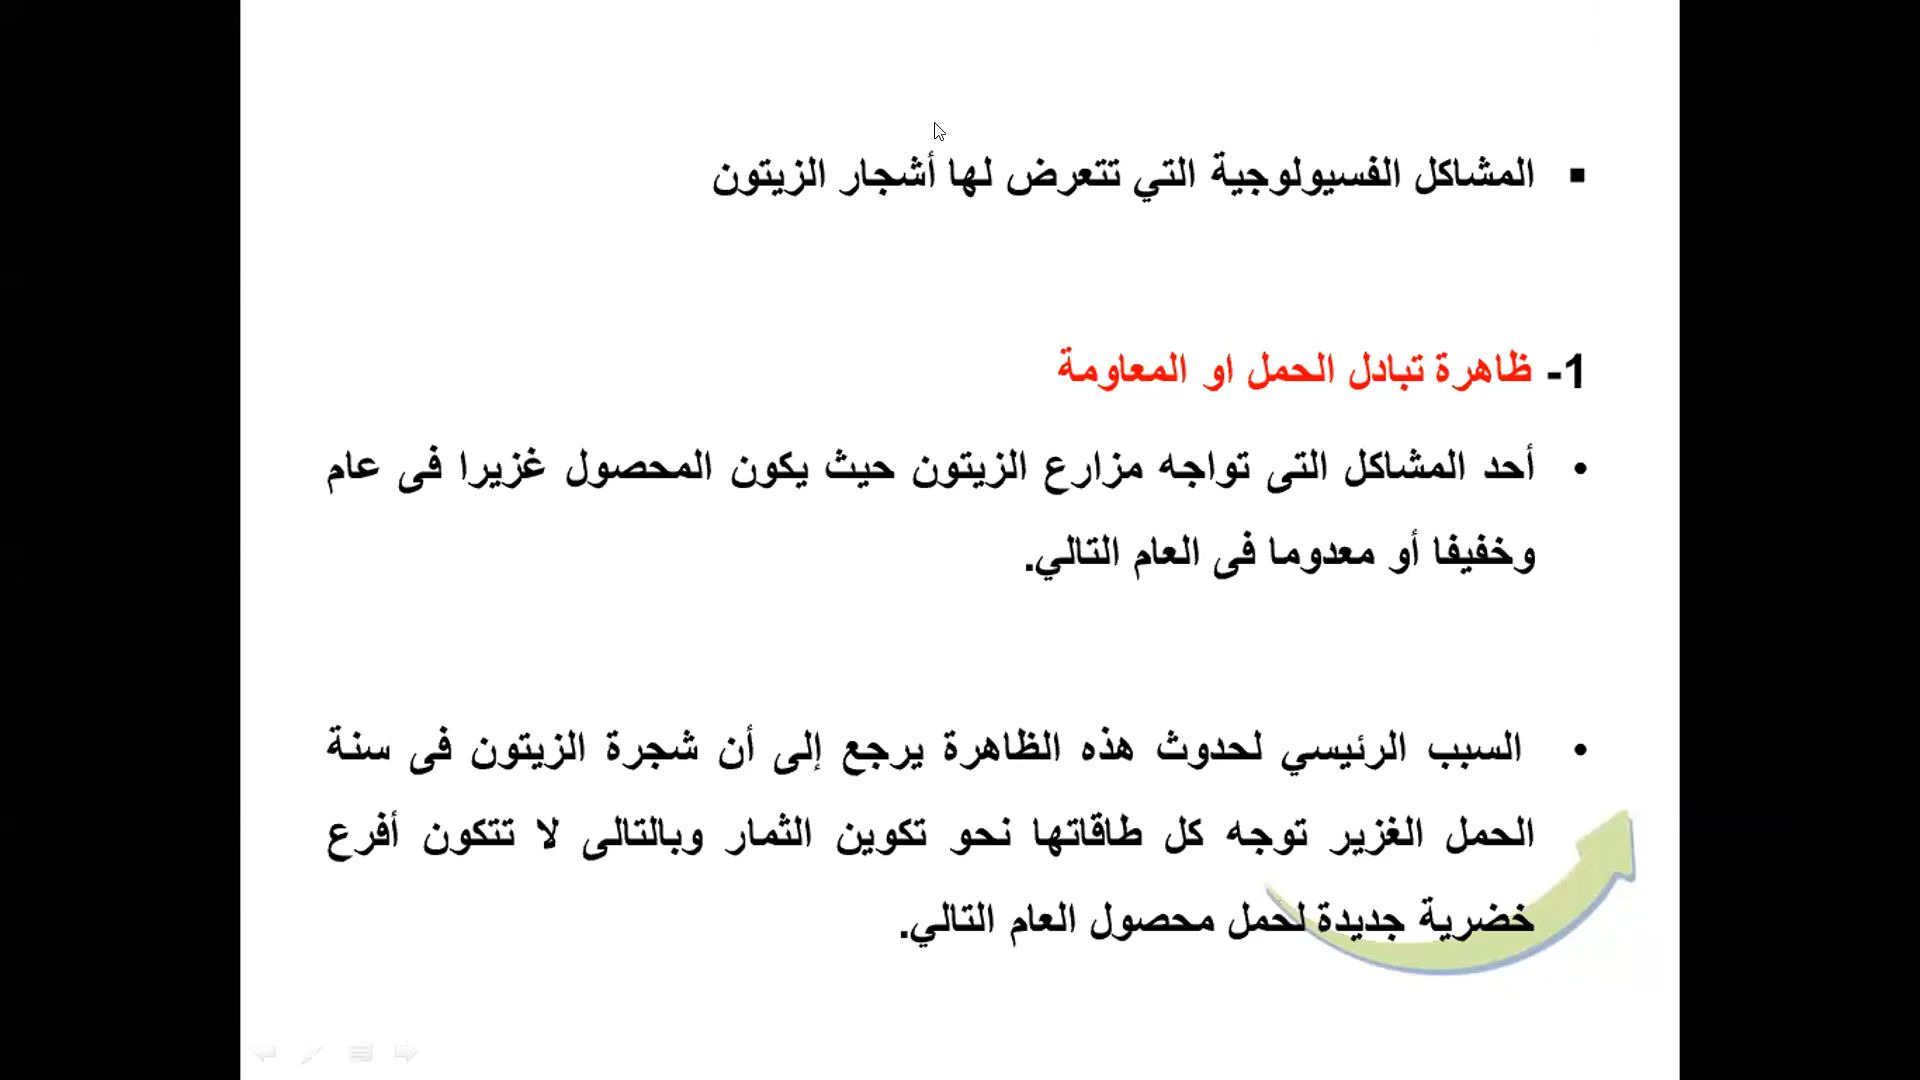 ▪ المشاكل الفسيولوجية التي تتعرض لها أشجار الزيتون
1- ظاهرة تبادل الحمل او المعاومة
• أحد المشاكل التى تواجه مزارع الزيتون حيث يكون المحصول غزيرا فى عام
وخفيفا أو معدوما فى العام التالي.
• السبب الرئيسي لحدوث هذه الظاهرة يرجع إلى أن شجرة الزيتون فى سنة
الحمل الغزير توجه كل طاقاتها نحو تكوين الثمار وبالتالى لا تتكون أفرع
خضرية جديدة لحمل محصول العام التالي.